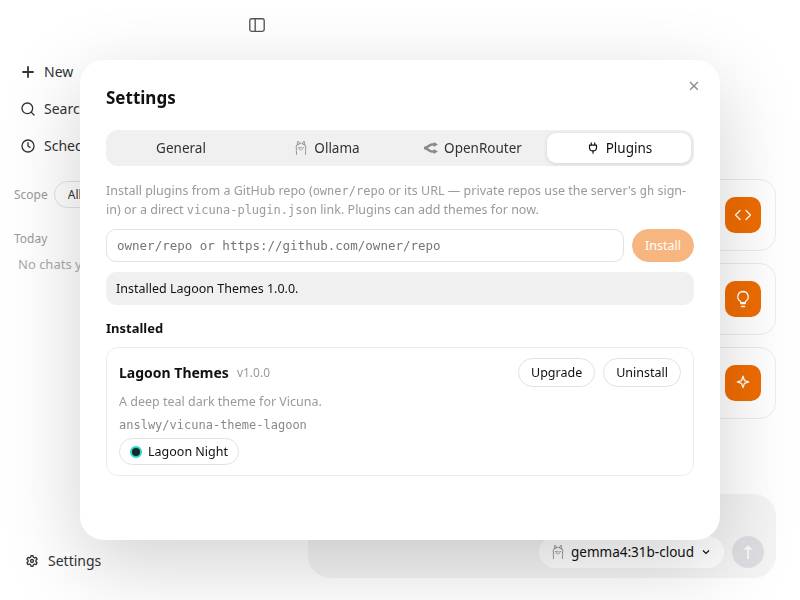 New
Settings
×
Searc
General
Ollama
OpenRouter
Plugins
Sched
Install plugins from a GitHub repo (owner/repo or its URL — private repos use the server's gh sign-
in) or a direct vicuna-plugin.json link. Plugins can add themes for now.
Scope
All
owner/repo or https://github.com/owner/repo
Install
Today
No chats y
Installed Lagoon Themes 1.0.0.
Installed
Lagoon Themes v1.0.0
Upgrade
Uninstall
A deep teal dark theme for Vicuna.
anslwy/vicuna-theme-lagoon
Lagoon Night
gemma4:31b-cloud
Settings